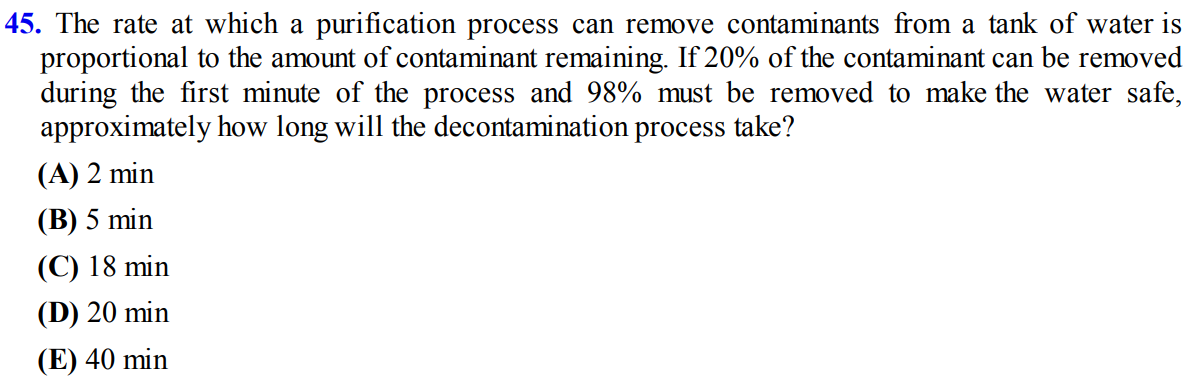 45. The rate at which a purification process can remove contaminants from a tank of water is
proportional to the amount of contaminant remaining. If 20% of the contaminant can be removed
during the first minute of the process and 98% must be removed to make the water safe,
approximately how long will the decontamination process take?
(A) 2 min
(B) 5 min
(C) 18 min
(D) 20 min
(E) 40 min